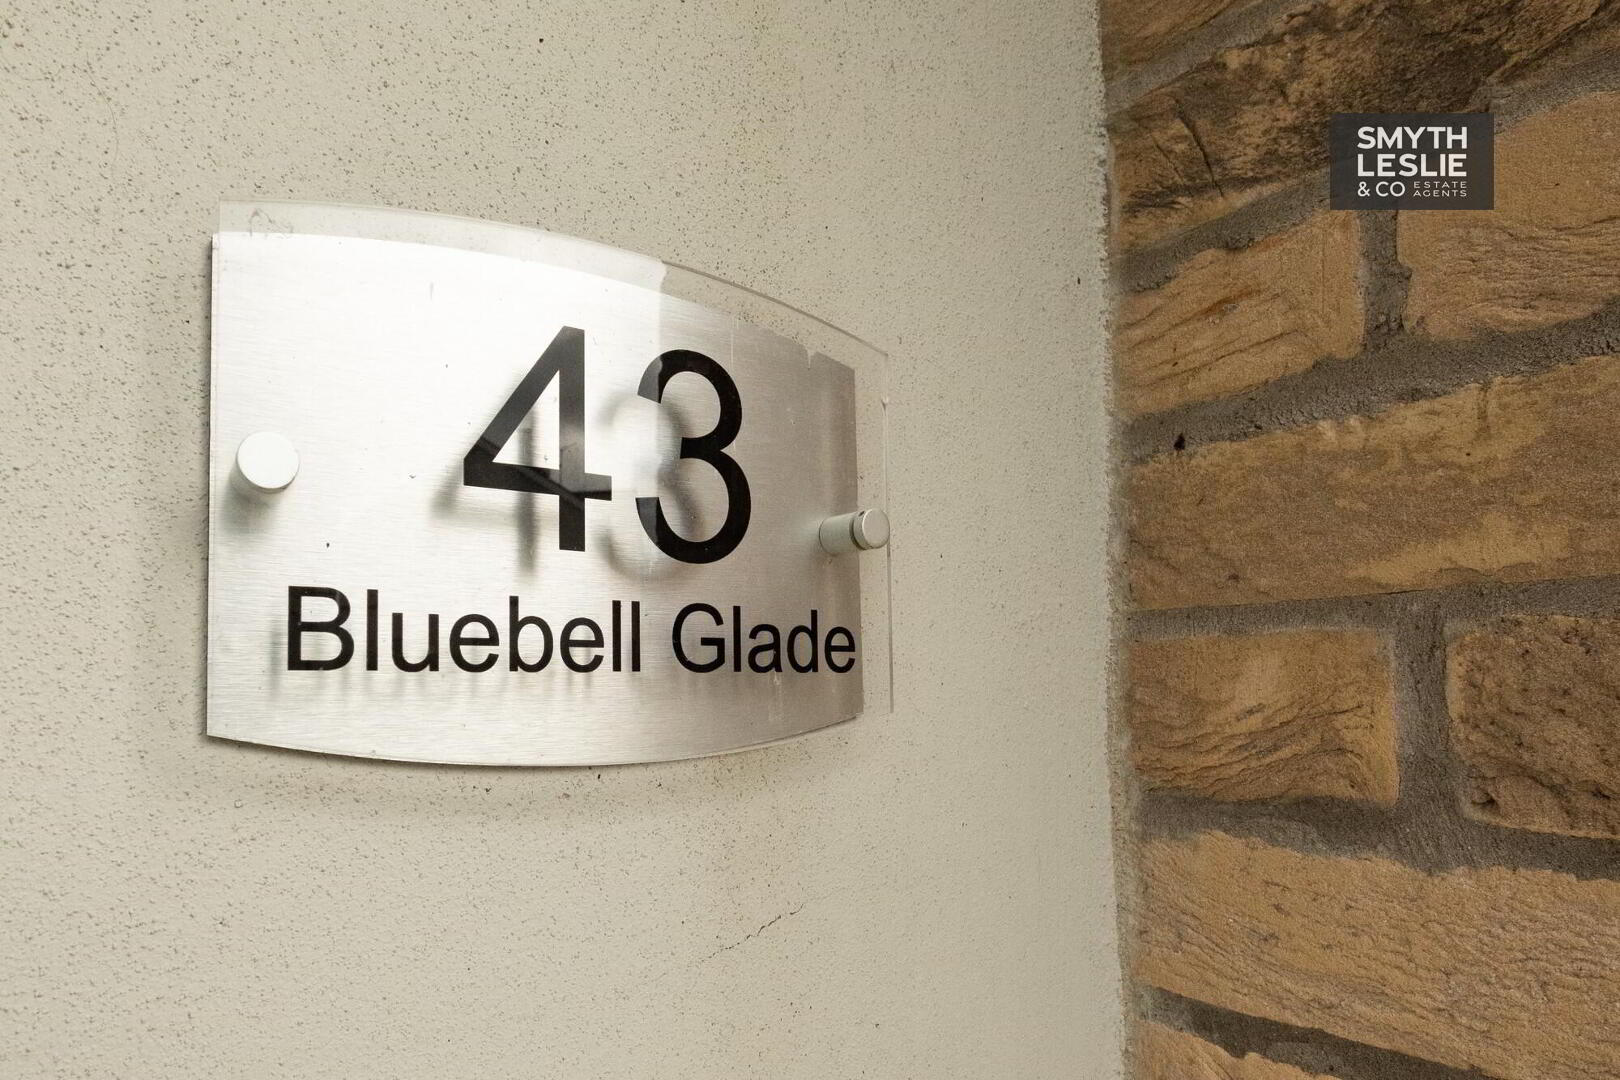 43
Bluebell Glade
SMYTH
LESLIE
& CO ESTATE AGENTS